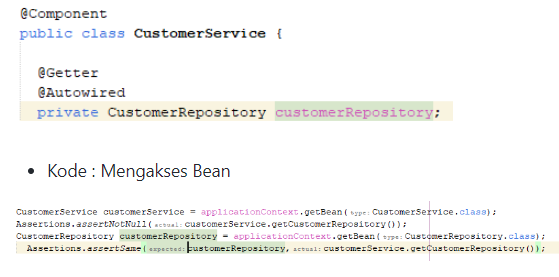 @Component
public class CustomerService {
@Getter
@Autowired
private CustomerRepository customerRepository;
• Kode : Mengakses Bean
CustomerService customerService = applicationContext.getBean( type: CustomerService.class);
Assertions.assertNotNull( actual: customerService.getCustomerRepository());
CustomerRepository customerRepository = applicationContext.getBean( type: CustomerRepository.class);
Assertions.assertSame( expected: customerRepository, actual: customerService.getCustomerRepository());